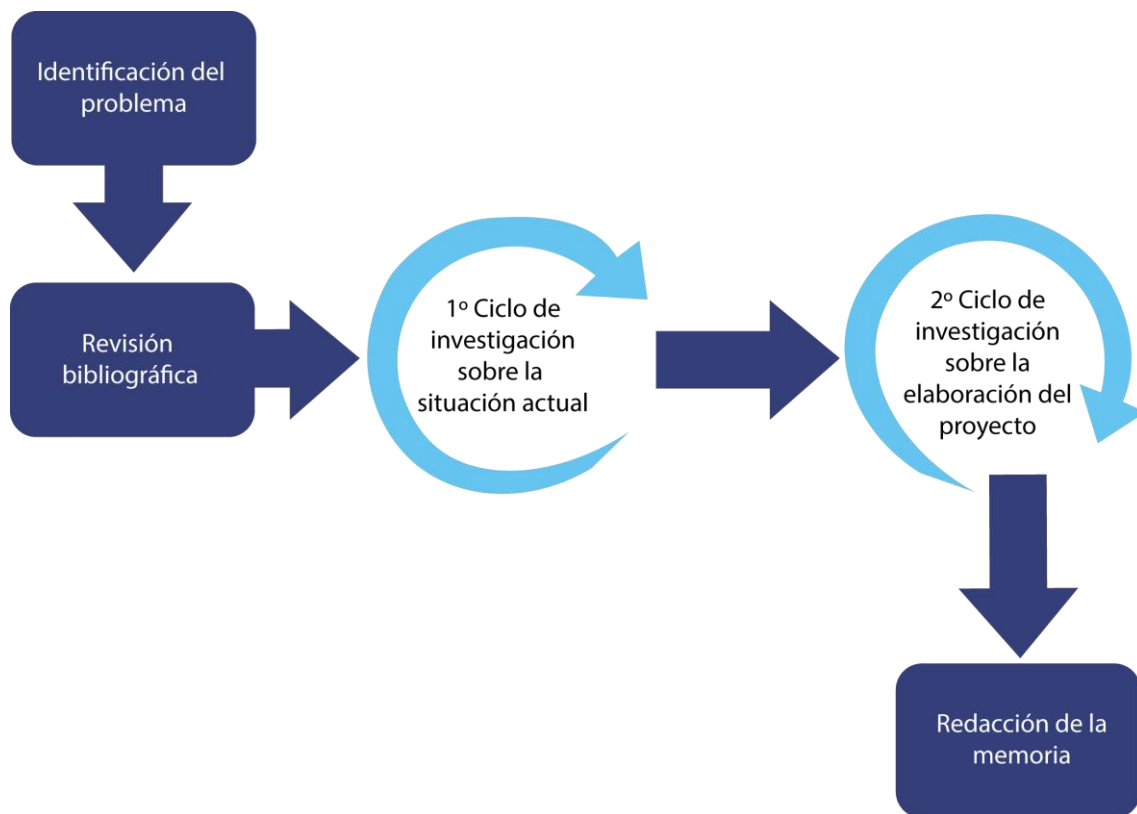 Identificación del
problema
Revisión
bibliográfica
1º Ciclo de
investigación
sobre la
situación actual
2º Ciclo de
investigación
sobre la
elaboración del
proyecto
Redacción de la
memoria